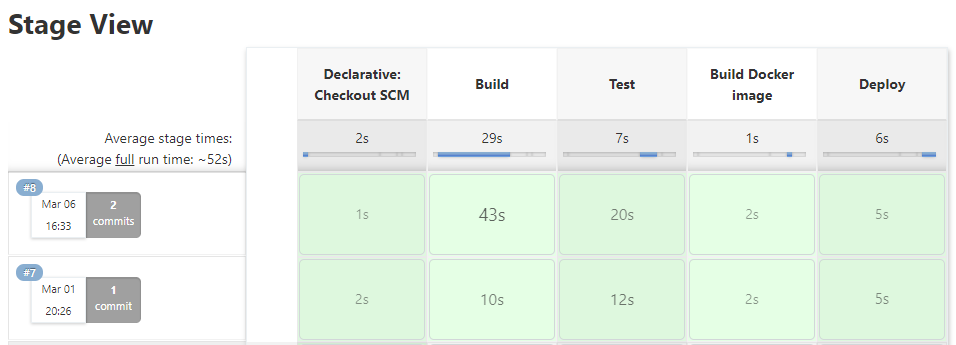 Stage View
Declarative:
Checkout SCM
Build
Test
Build Docker
image
Deploy
Average stage times:
(Average full run time: ~52s)
2s
29s
7s
1s
6s
#8
Mar 06
16:33
2
commits
1s
43s
20s
2s
5s
#7
Mar 01
20:26
1
commit
2s
10s
12s
2s
5s